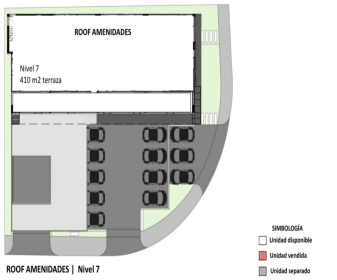 ROOF AMENIDADES
Nivel 7
410 m2 terraza
SIMBOLOGÍA
Unidad disponible
Unidad vendida
Unidad separado
ROOF AMENIDADES | Nivel 7